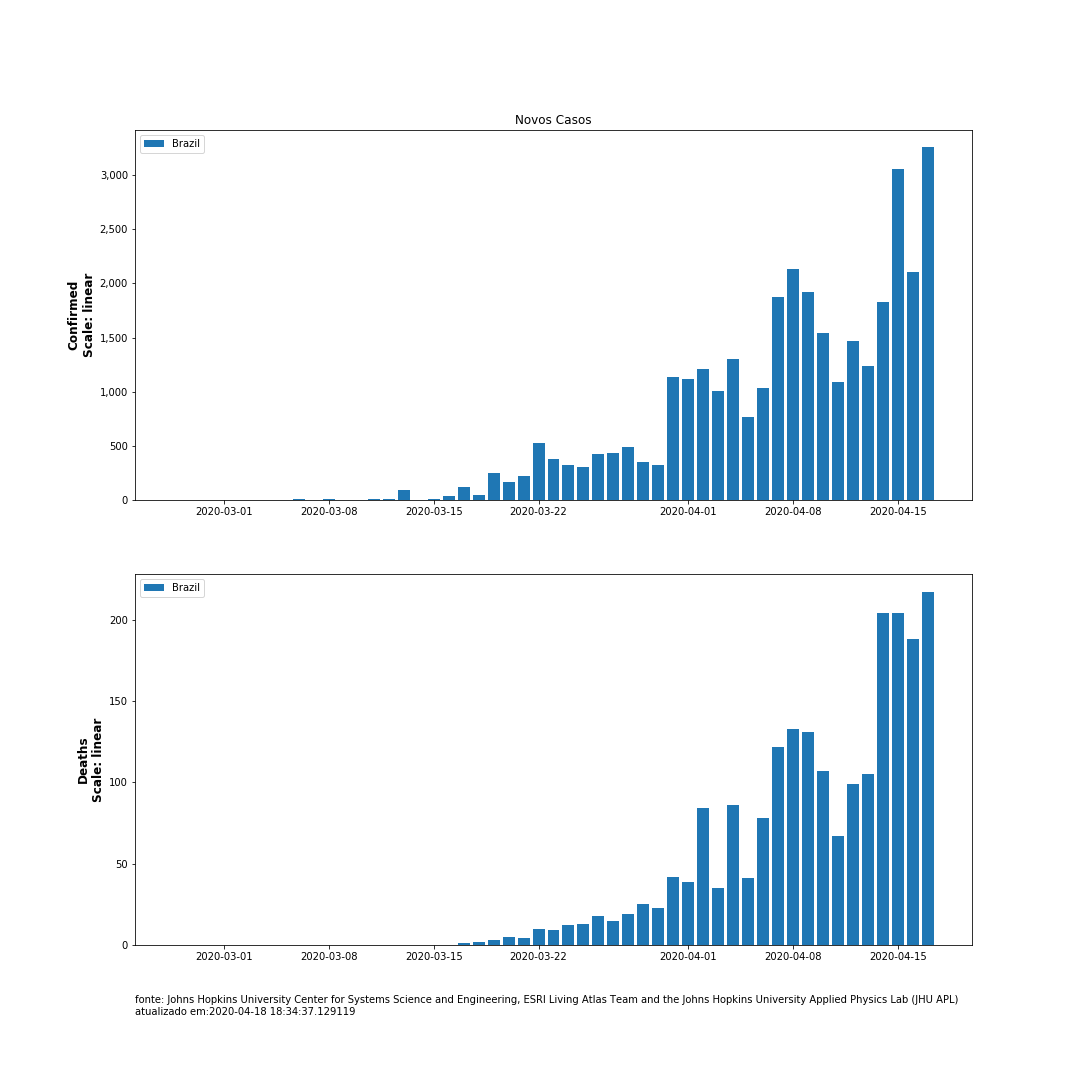 Novos Casos
Brazil
3,000
2,500
2,000
1,500
1,000
500
0
Confirmed
Scale: linear
2020-03-01
2020-03-08
2020-03-15
2020-03-22
2020-04-01
2020-04-08
2020-04-15
Brazil
200
150
100
50
0
Deaths
Scale: linear
2020-03-01
2020-03-08
2020-03-15
2020-03-22
2020-04-01
2020-04-08
2020-04-15
fonte: Johns Hopkins University Center for Systems Science and Engineering, ESRI Living Atlas Team and the Johns Hopkins University Applied Physics Lab (JHU APL)
atualizado em:2020-04-18 18:34:37.129119